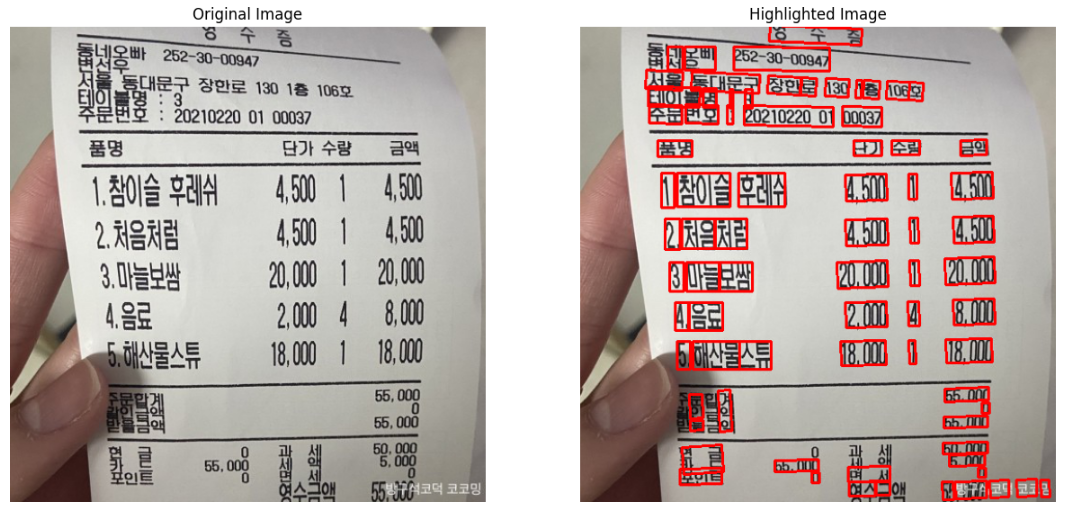 Original Image
영 수 증
동네오빠 252-30-00947
변선우
서울 동대문구 장한로 130 1층 106호
테이블명 : 3
주문번호 : 20210220 01 00037
품명 단가 수량 금액
1. 참이슬 후레쉬 4,500 1 4,500
2. 처음처럼 4,500 1 4,500
3. 마늘보쌈 20,000 1 20,000
4. 음료 2,000 4 8,000
5. 해산물스튜 18,000 1 18,000
주문합계 55,000
할인금액 0
받을금액 55,000
현 금 0 과 세 50,000
카 드 55,000 세 액 5,000
포인트 0 면 세 0
영수금액
방구석코덕 코코밍
Highlighted Image
영 수 증
동네오빠 252-30-00947
변선우
서울 동대문구 장한로 130 1층 106호
테이블명 : 3
주문번호 : 20210220 01 00037
품명 단가 수량 금액
1. 참이슬 후레쉬 4,500 1 4,500
2. 처음처럼 4,500 1 4,500
3. 마늘보쌈 20,000 1 20,000
4. 음료 2,000 4 8,000
5. 해산물스튜 18,000 1 18,000
주문합계 55,000
할인금액 0
받을금액 55,000
현 금 0 과 세 50,000
카 드 55,000 세 액 5,000
포인트 0 면 세 0
영수금액
방구석코덕 코코밍